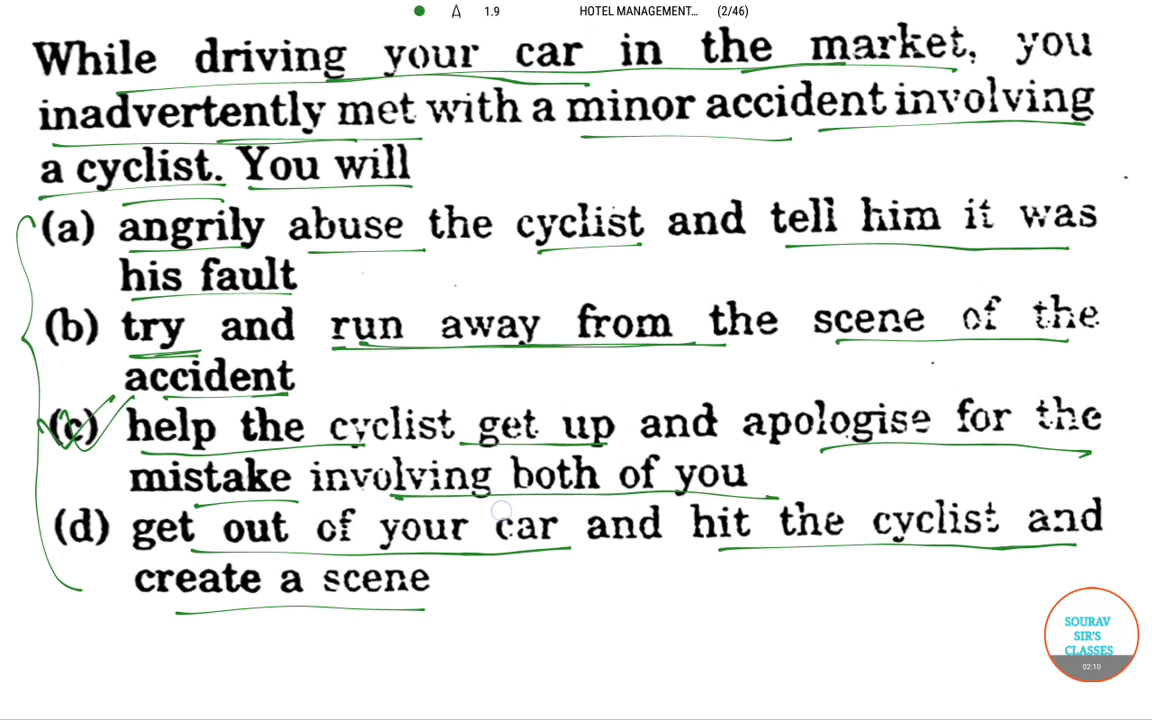 1.9 HOTEL MANAGEMENT... (2/46)
While driving your car in the market, you
inadvertently met with a minor accident involving
a cyclist. You will
(a) angrily abuse the cyclist and tell him it was
his fault
(b) try and run away from the scene of the
accident
(c) help the cyclist get up and apologise for the
mistake involving both of you
(d) get out of your car and hit the cyclist and
create a scene
SOURAV
SIR'S
CLASSES
02:10